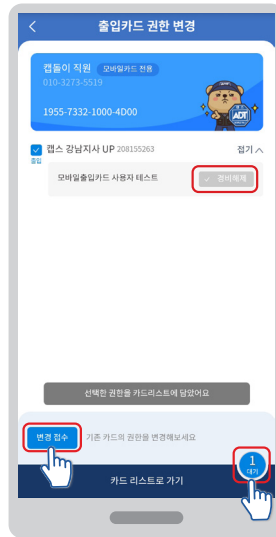 출입카드 권한 변경
캡돌이 직원 모바일카드 전용
010-3273-5519
1955-7332-1000-4D00
ADT
캡스 강남지사 UP 208155263 접기
출입
모바일출입카드 사용자 테스트 경비해제
선택한 권한을 카드리스트에 담았어요
변경 접수 기존 카드의 권한을 변경해보세요
1
대기
카드 리스트로 가기